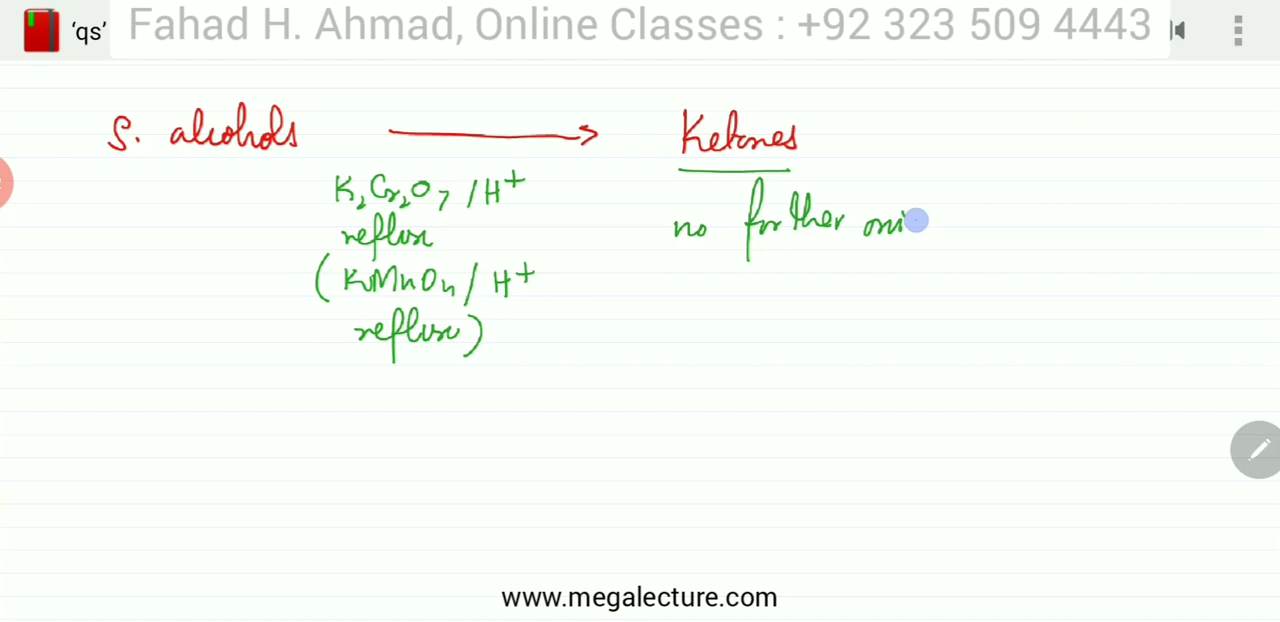 'qs'
Fahad H. Ahmad, Online Classes : +92 323 509 4443
S. alcohols → Ketones
K₂Cr₂O₇ /H⁺
reflux
no further oxi
(KMnO₄ / H⁺
reflux)
www.megalecture.com